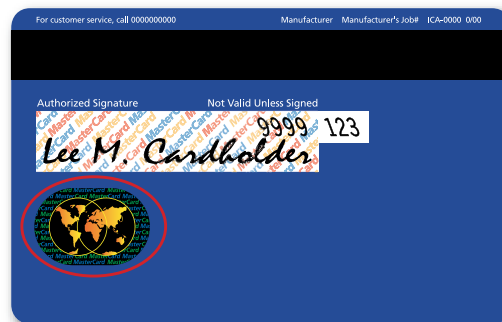 For customer service, call 0000000000 Manufacturer Manufacturer's Job# ICA-0000 0/00
Authorized Signature Not Valid Unless Signed
9999 123
Lee M. Cardholder
MasterCard